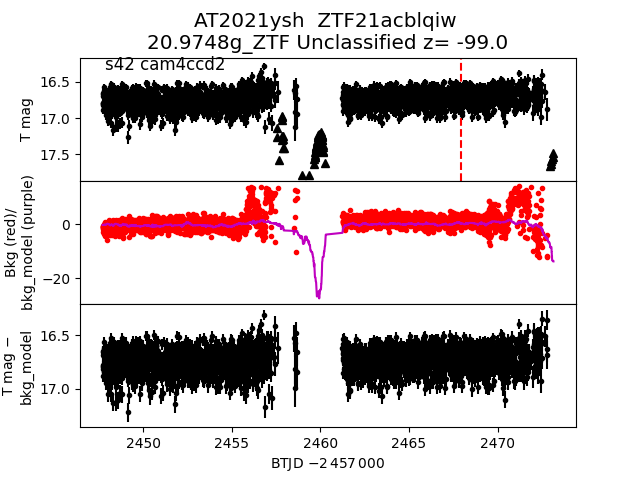 AT2021ysh  ZTF21acblqiw
20.9748g_ZTF Unclassified z= -99.0
s42 cam4ccd2
16.5
17.0
17.5
T mag
0
−20
Bkg (red)/
bkg_model (purple)
16.5
17.0
T mag −
bkg_model
2450
2455
2460
2465
2470
BTJD −2 457 000